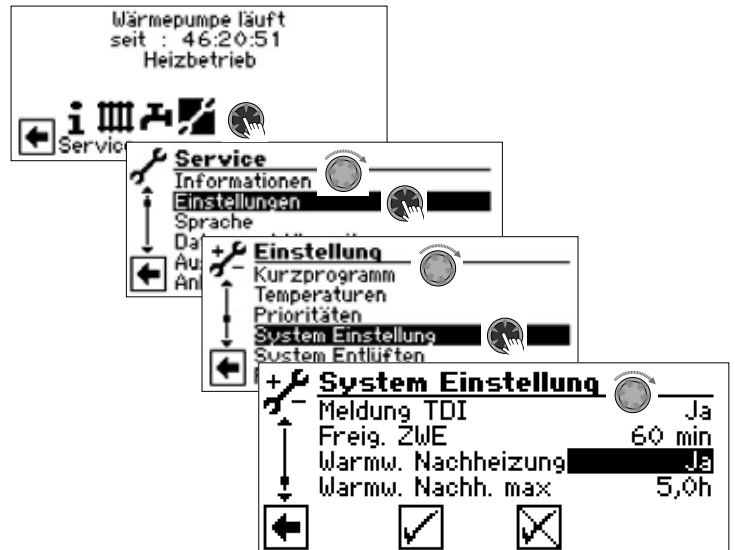 Wärmepumpe läuft
seit : 46:20:51
Heizbetrieb
Service
Service
Informationen
Einstellungen
Sprache
Einstellung
Kurzprogramm
Temperaturen
Prioritäten
System Einstellung
System Entlüften
System Einstellung
Meldung TDI Ja
Freig. ZWE 60 min
Warmw. Nachheizung Ja
Warmw. Nachh. max 5,0h